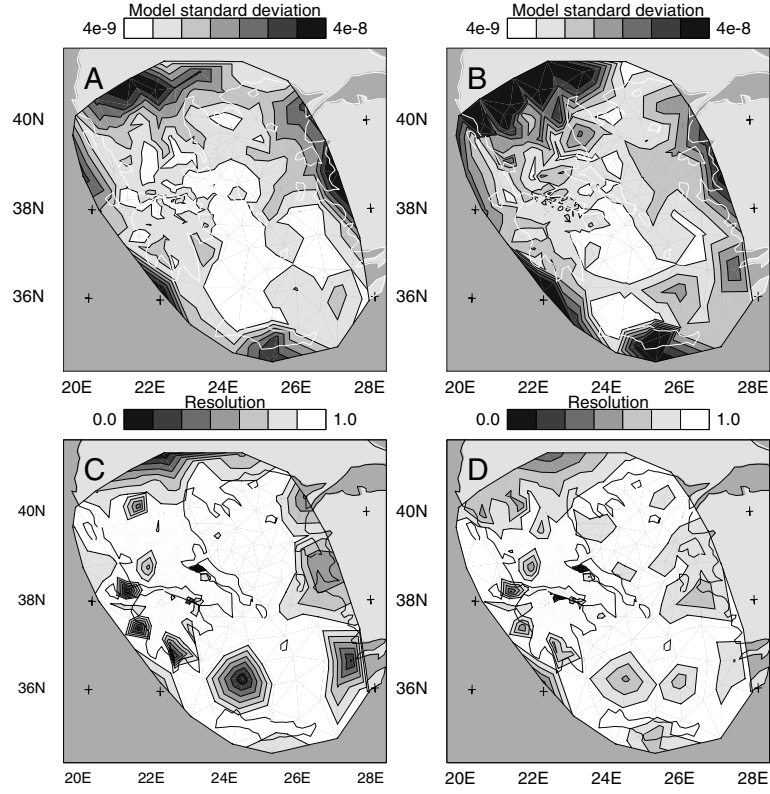 Model standard deviation
4e-9 4e-8
Model standard deviation
4e-9 4e-8
A
B
40N
38N
36N
40N
38N
36N
20E 22E 24E 26E 28E
20E 22E 24E 26E 28E
Resolution
0.0 1.0
Resolution
0.0 1.0
C
D
40N
38N
36N
40N
38N
36N
20E 22E 24E 26E 28E
20E 22E 24E 26E 28E